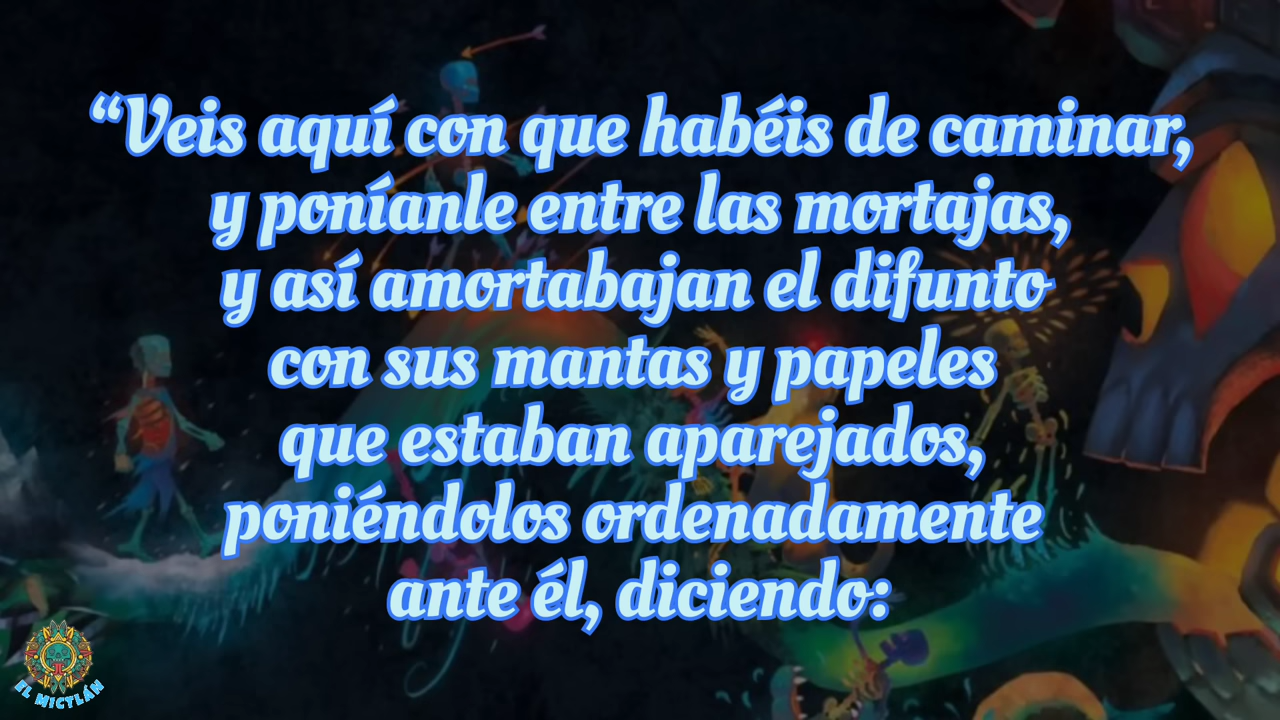 “Veis aquí con que habéis de caminar,
y poníanle entre las mortajas,
y así amortabajan el difunto
con sus mantas y papeles
que estaban aparejados,
poniéndolos ordenadamente
ante él, diciendo:
EL MICTLÁN